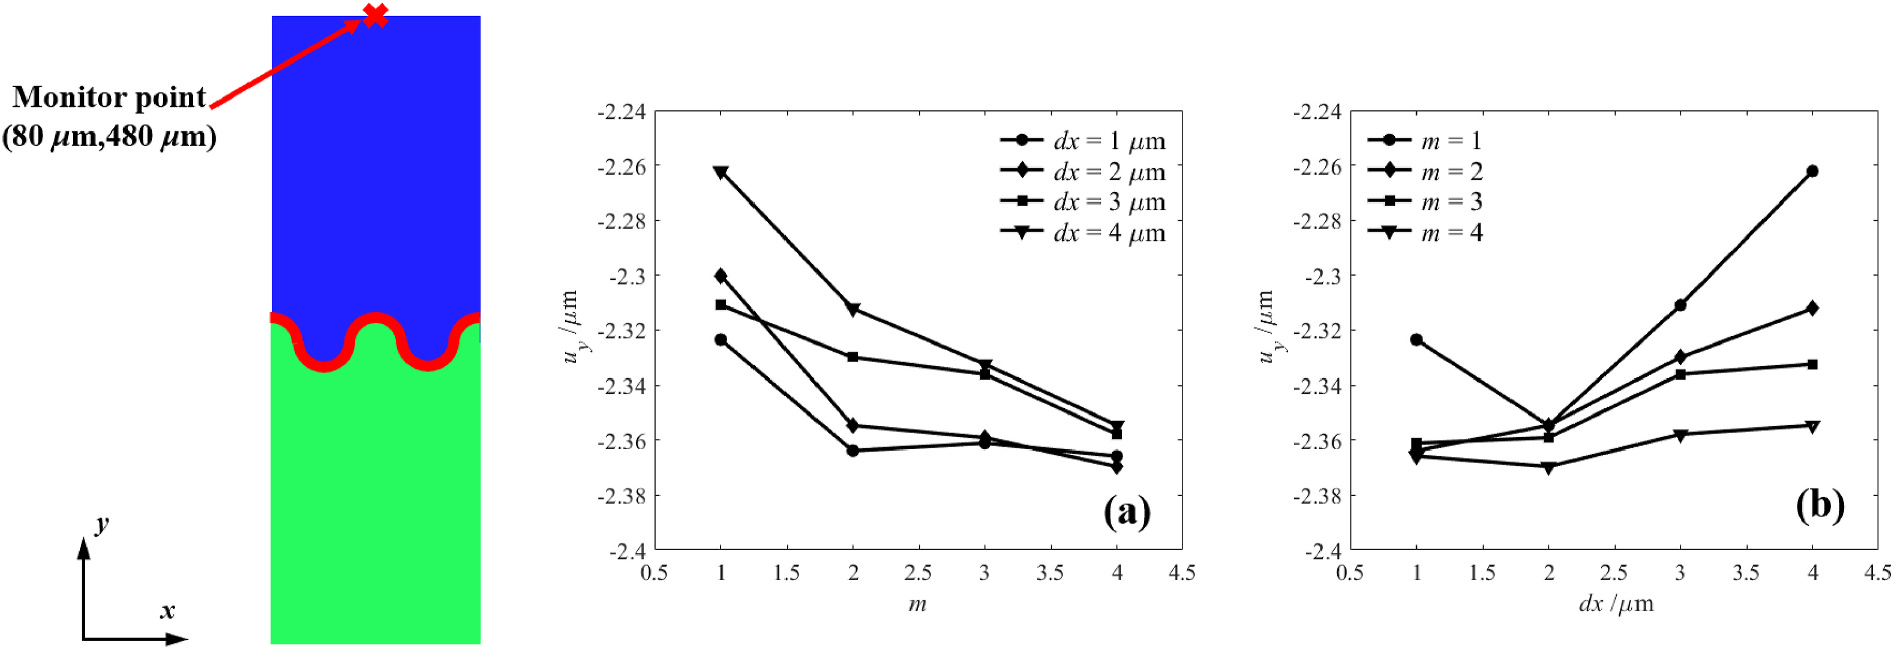 Monitor point
(80 μm,480 μm)
y
x
-2.24
-2.26
-2.28
-2.3
-2.32
-2.34
-2.36
-2.38
-2.4
u_y /μm
dx = 1 μm
dx = 2 μm
dx = 3 μm
dx = 4 μm
(a)
0.5 1 1.5 2 2.5 3 3.5 4 4.5
m
-2.24
-2.26
-2.28
-2.3
-2.32
-2.34
-2.36
-2.38
-2.4
u_y /μm
m = 1
m = 2
m = 3
m = 4
(b)
0.5 1 1.5 2 2.5 3 3.5 4 4.5
dx /μm